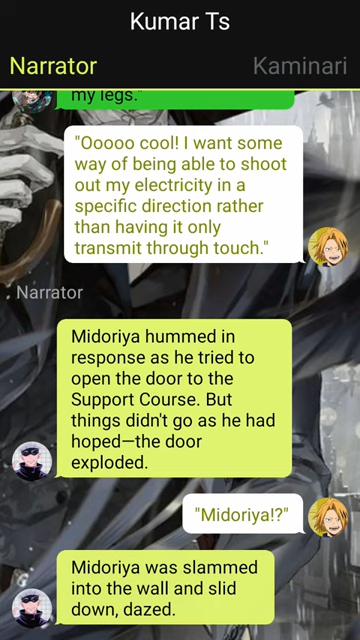 Kumar Ts
Narrator
Kaminari
my legs."
"Ooooo cool! I want some
way of being able to shoot
out my electricity in a
specific direction rather
than having it only
transmit through touch."
. Narrator
Midoriya hummed in
response as he tried to
open the door to the
Support Course. But
things didn't go as he had
hoped—the door
exploded.
"Midoriya!?"
Midoriya was slammed
into the wall and slid
down, dazed.